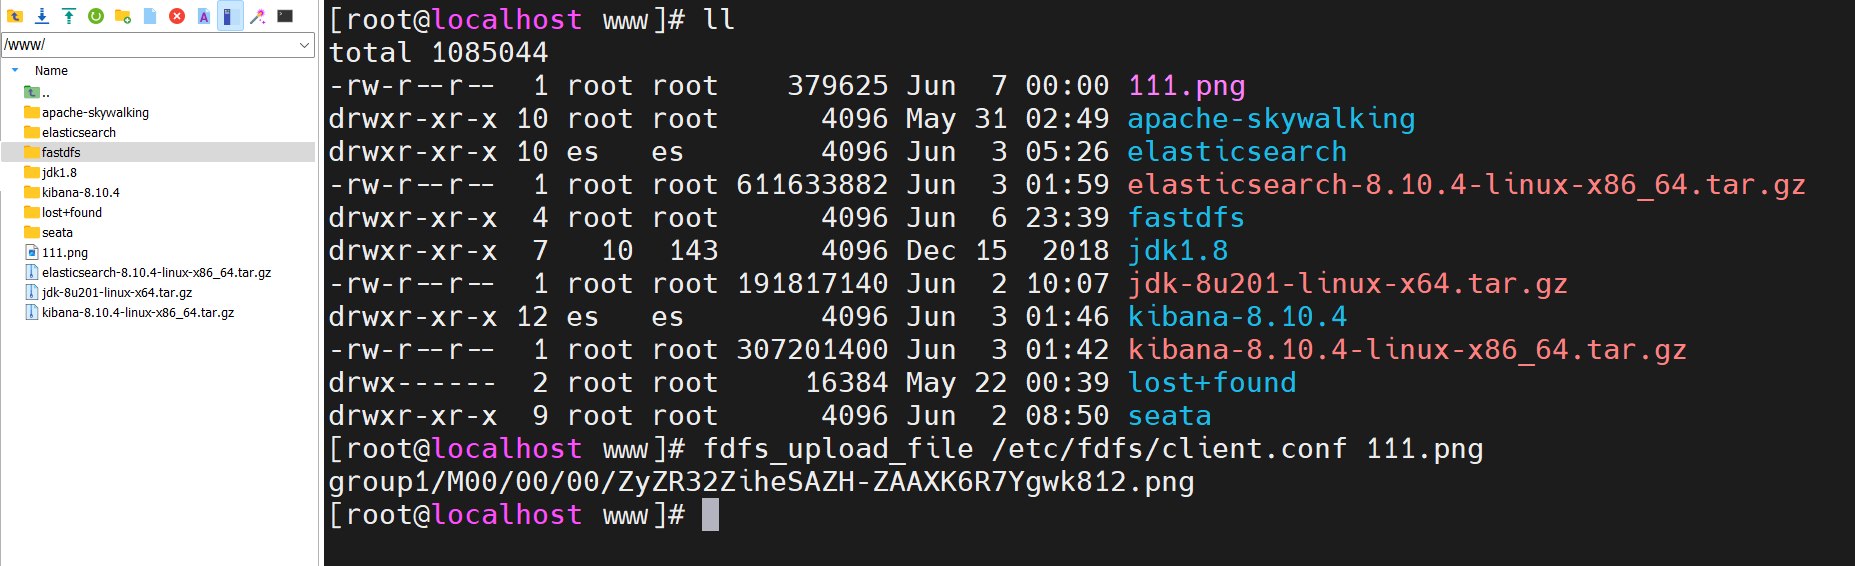 /www/
Name
..
apache-skywalking
elasticsearch
fastdfs
jdk1.8
kibana-8.10.4
lost+found
seata
111.png
elasticsearch-8.10.4-linux-x86_64.tar.gz
jdk-8u201-linux-x64.tar.gz
kibana-8.10.4-linux-x86_64.tar.gz
[root@localhost www]# ll
total 1085044
-rw-r--r--  1 root root    379625 Jun  7 00:00 111.png
drwxr-xr-x 10 root root      4096 May 31 02:49 apache-skywalking
drwxr-xr-x 10 es   es        4096 Jun  3 05:26 elasticsearch
-rw-r--r--  1 root root 611633882 Jun  3 01:59 elasticsearch-8.10.4-linux-x86_64.tar.gz
drwxr-xr-x  4 root root      4096 Jun  6 23:39 fastdfs
drwxr-xr-x  7   10  143      4096 Dec 15  2018 jdk1.8
-rw-r--r--  1 root root 191817140 Jun  2 10:07 jdk-8u201-linux-x64.tar.gz
drwxr-xr-x 12 es   es        4096 Jun  3 01:46 kibana-8.10.4
-rw-r--r--  1 root root 307201400 Jun  3 01:42 kibana-8.10.4-linux-x86_64.tar.gz
drwx------  2 root root     16384 May 22 00:39 lost+found
drwxr-xr-x  9 root root      4096 Jun  2 08:50 seata
[root@localhost www]# fdfs_upload_file /etc/fdfs/client.conf 111.png
group1/M00/00/00/ZyZR32ZiheSAZH-ZAAXK6R7Ygwk812.png
[root@localhost www]#